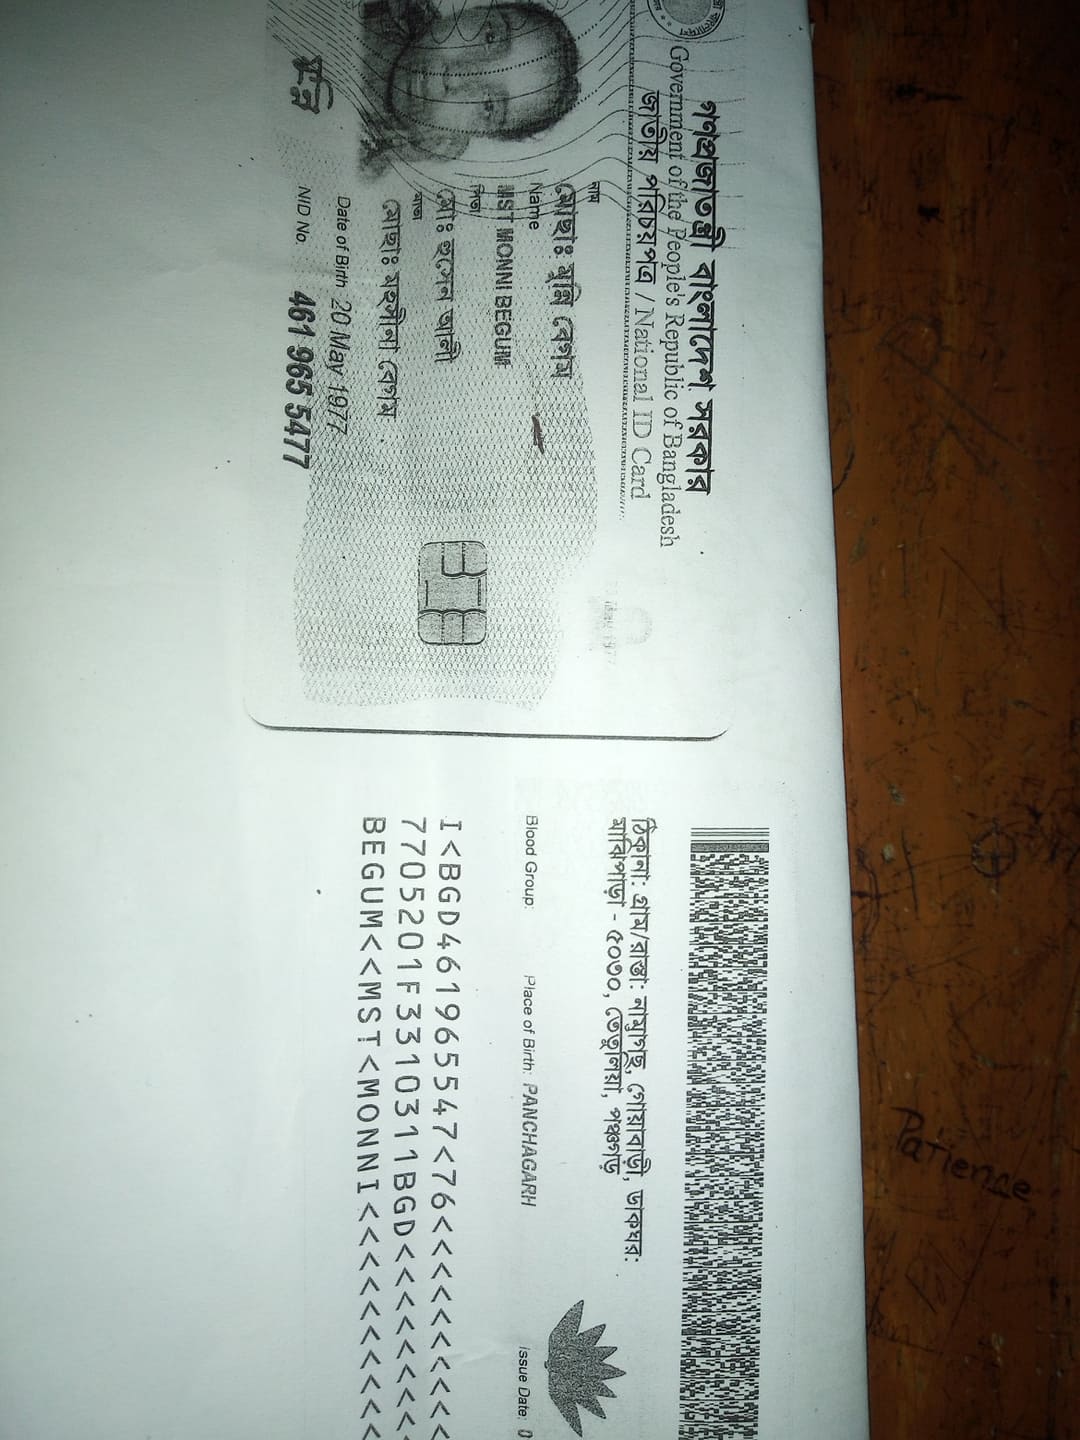 গণপ্রজাতন্ত্রী বাংলাদেশ সরকার
Government of the People's Republic of Bangladesh
জাতীয় পরিচয়পত্র / National ID Card
নাম
মোছাঃ মুন্নি বেগম
Name
MST MONNI BEGUM
পিতা
মোঃ হুসেন আলী
মাতা
মোছাঃ মহসীনা বেগম
Date of Birth 20 May 1977
NID No. 461 965 5477
ঠিকানা: গ্রাম/রাস্তা: লাম্বাগছ, গোয়াবাড়ী, ডাকঘর:
মাঝিপাড়া - ৫০৩০, তেতুলিয়া, পঞ্চগড়
Blood Group: Place of Birth: PANCHAGARH Issue Date: 0
I<BGD4619655477<76<<<<<<<<<
7705201F3310311BGD<<<<<<<<
BEGUM<<MST<MONNI<<<<<<<<<<
Patience